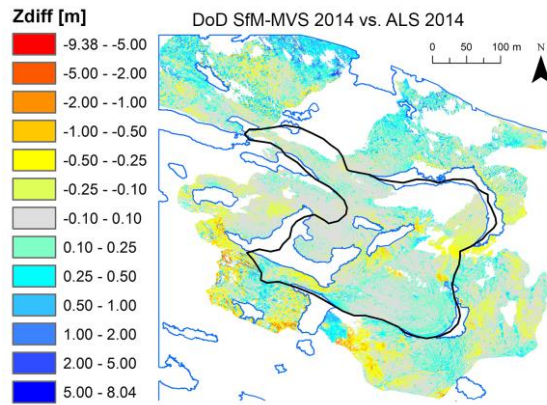 Zdiff [m]
DoD SfM-MVS 2014 vs. ALS 2014
-9.38 - -5.00
-5.00 - -2.00
-2.00 - -1.00
-1.00 - -0.50
-0.50 - -0.25
-0.25 - -0.10
-0.10 - 0.10
0.10 - 0.25
0.25 - 0.50
0.50 - 1.00
1.00 - 2.00
2.00 - 5.00
5.00 - 8.04
0 50 100 m
N